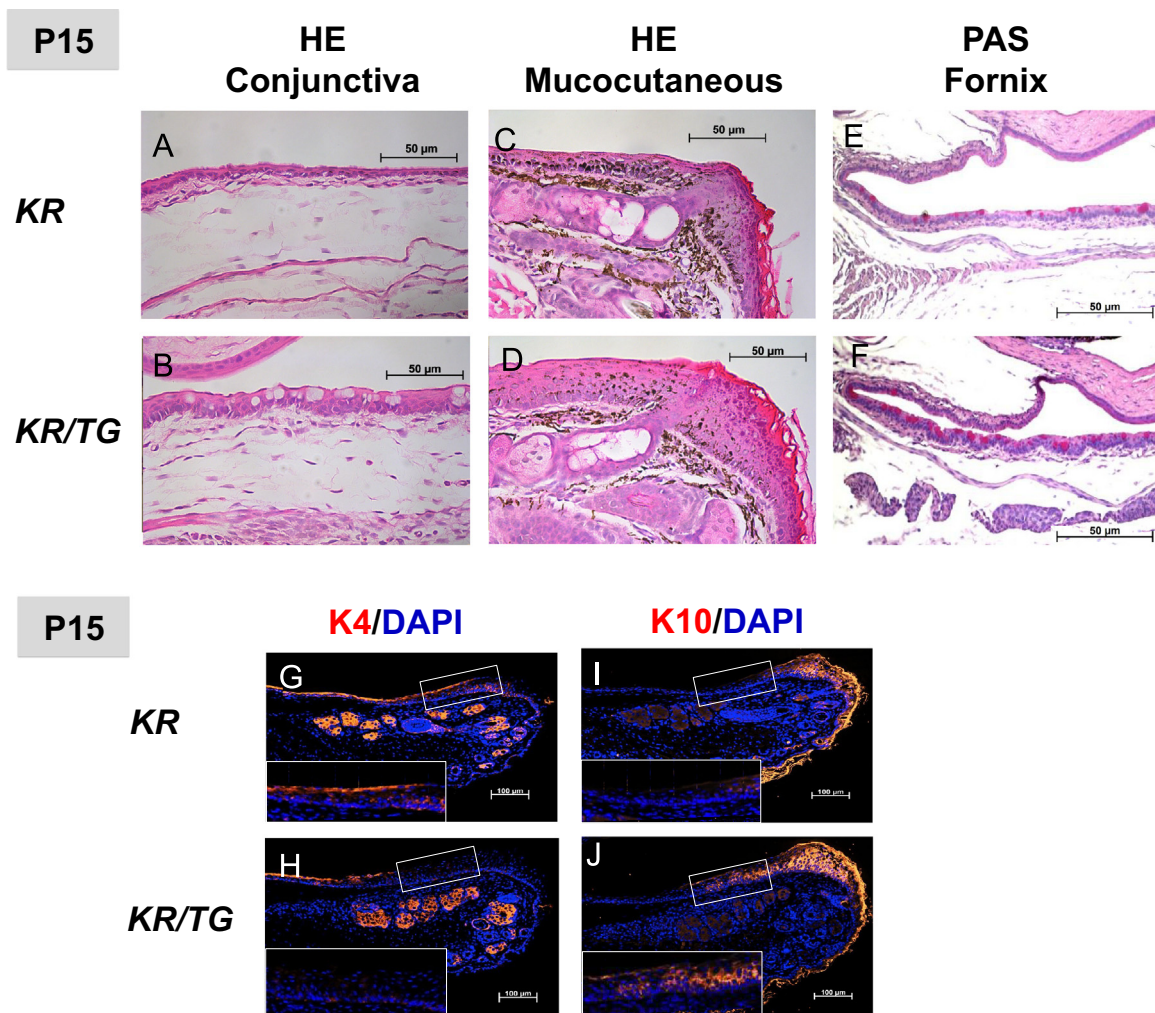 P15
HE
Conjunctiva
HE
Mucocutaneous
PAS
Fornix
KR
A
50 µm
C
50 µm
E
50 µm
KR/TG
B
50 µm
D
50 µm
F
50 µm
P15
K4/DAPI
K10/DAPI
KR
G
100 µm
I
100 µm
KR/TG
H
100 µm
J
100 µm